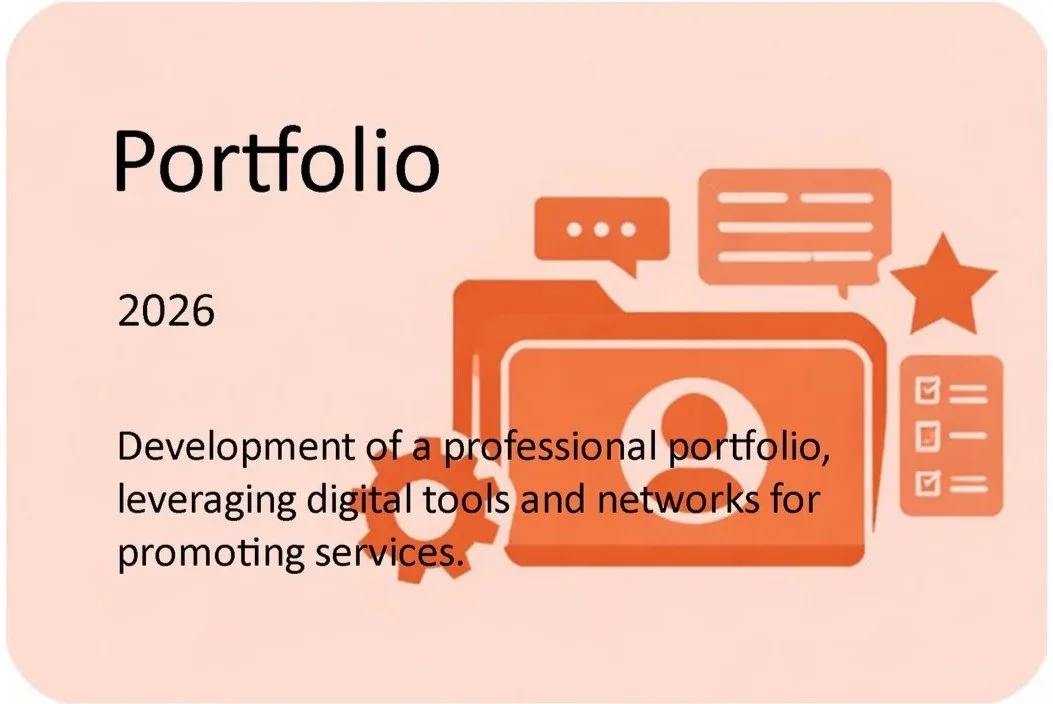 Portfolio
2026
Development of a professional portfolio,
leveraging digital tools and networks for
promoting services.